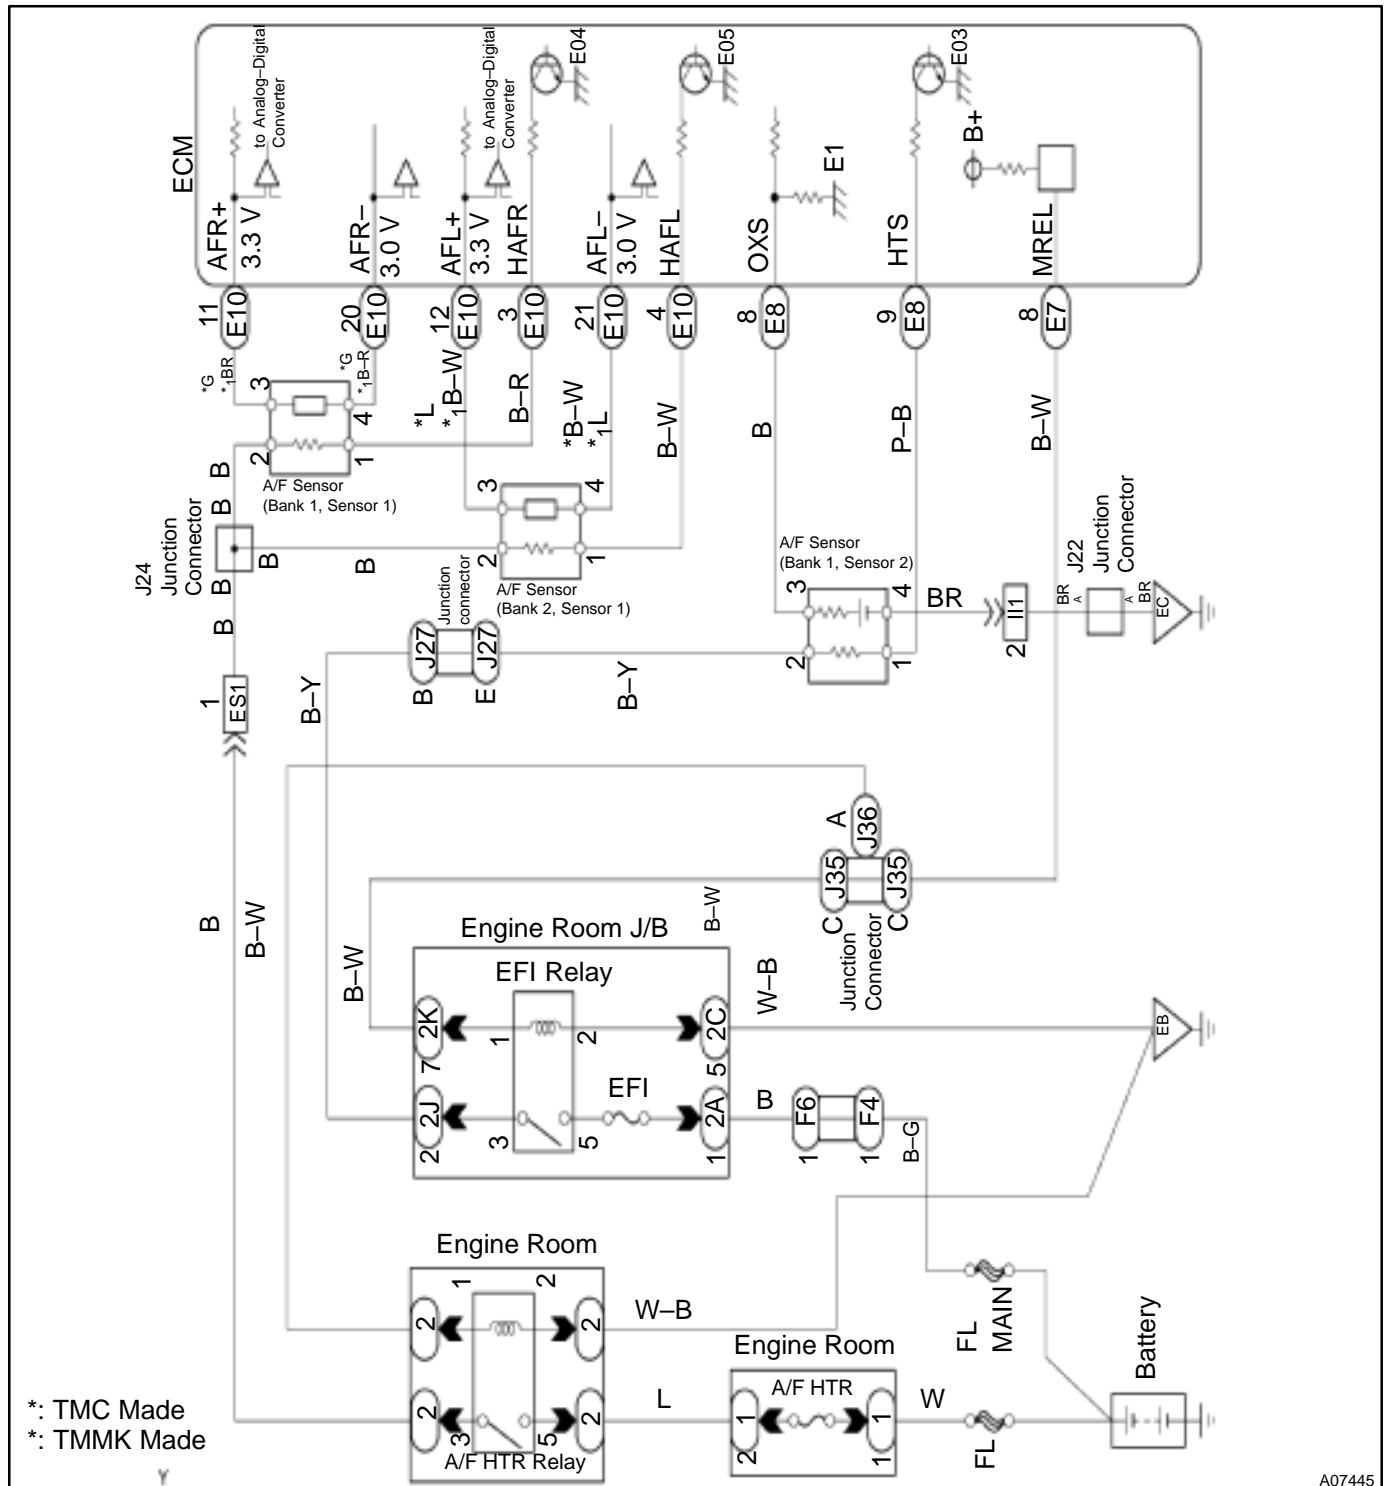 ECM
to Analog–Digital
Converter
to Analog–Digital
Converter
E04
E05
E03
E1
B+
AFR+
3.3 V
AFR–
3.0 V
AFL+
3.3 V
HAFR
AFL–
3.0 V
HAFL
OXS
HTS
MREL
11
E10
20
E10
12
E10
3
E10
21
E10
4
E10
8
E8
9
E8
8
E7
*G
*1BR
*G
*1B–R
*L
*1B–W
B–R
*B–W
*1L
B–W
B
P–B
B–W
3
4
2
1
A/F Sensor
(Bank 1, Sensor 1)
B
B
J24
Junction
Connector
B
B
B
B
3
4
2
1
A/F Sensor
(Bank 2, Sensor 1)
A/F Sensor
(Bank 1, Sensor 2)
3
4
2
1
BR
II1
2
BR
A
J22
Junction
Connector
A
BR
EC
Junction
connector
J27
J27
B
E
B–Y
B–Y
1
ES1
B
B–W
A
J36
J35
J35
C
C
Junction
Connector
B–W
B–W
Engine Room J/B
EFI Relay
2K
7
1
2
2C
5
W–B
EB
2J
2
3
5
EFI
2A
1
B
F6
1
F4
1
B–G
Engine Room
2
1
2
2
W–B
2
3
5
2
A/F HTR Relay
L
Engine Room
A/F HTR
1
2
1
1
W
FL
MAIN
FL
Battery
*: TMC Made
*: TMMK Made
Y
A07445